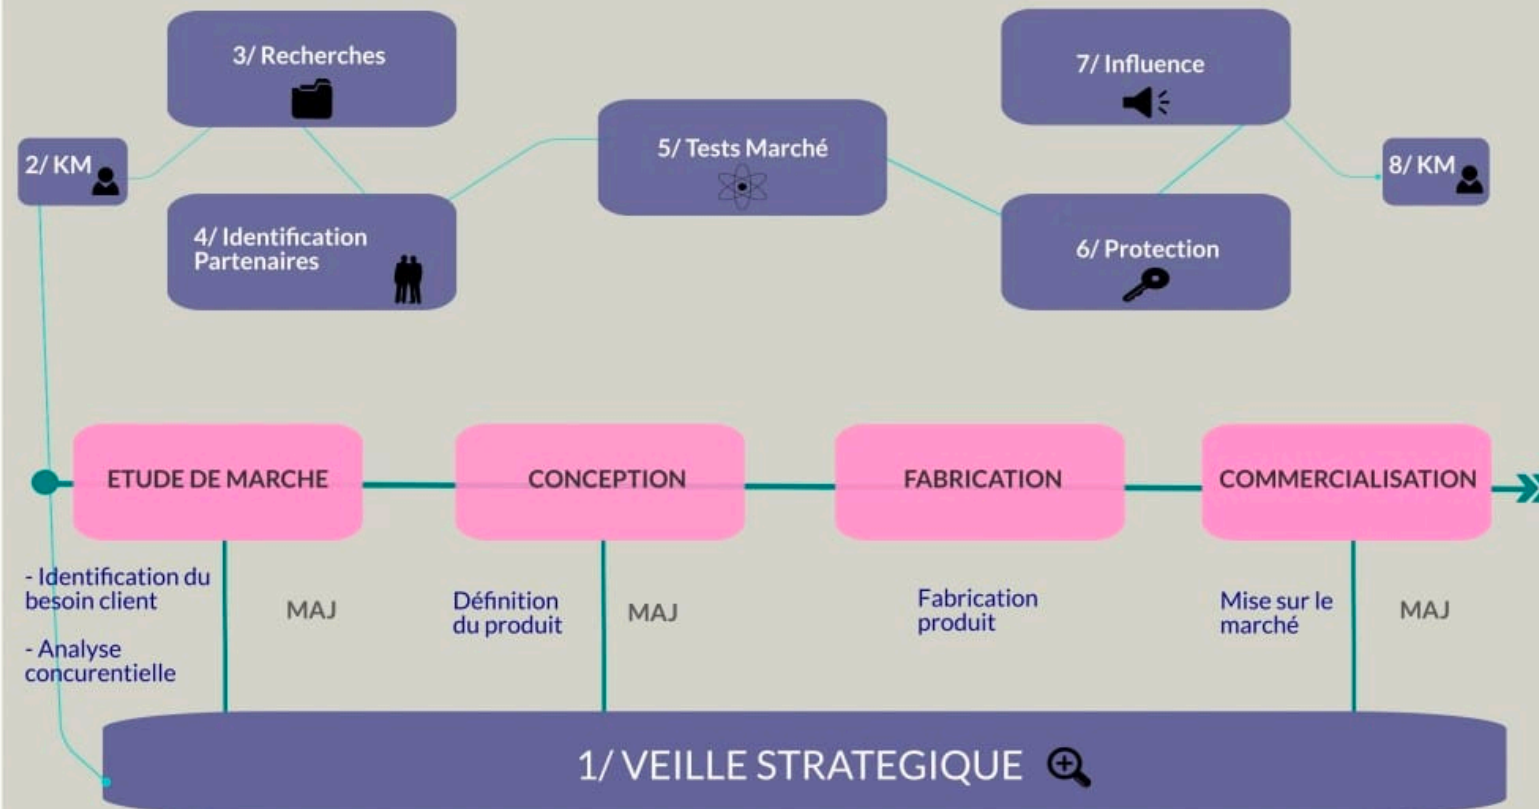 3/ Recherches
7/ Influence
2/ KM
5/ Tests Marché
8/ KM
4/ Identification
Partenaires
6/ Protection
ETUDE DE MARCHE
CONCEPTION
FABRICATION
COMMERCIALISATION
- Identification du
besoin client
- Analyse
concurentielle
MAJ
Définition
du produit
MAJ
Fabrication
produit
Mise sur le
marché
MAJ
1/ VEILLE STRATEGIQUE